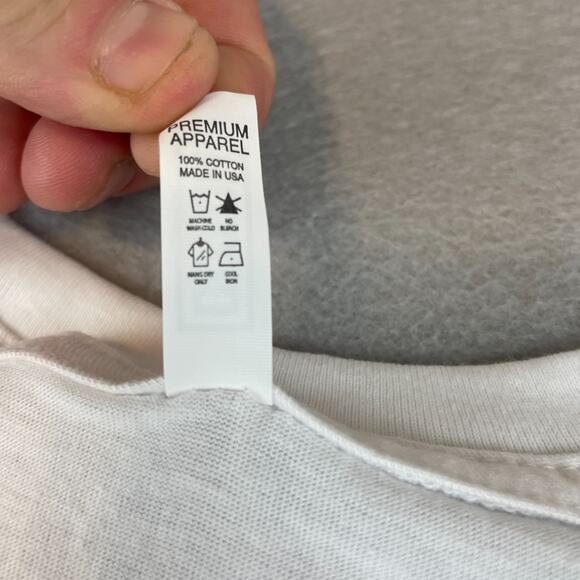 PREMIUM
APPAREL
100% COTTON
MADE IN USA
MACHINE
WASH COLD
NO
BLEACH
HANG DRY
ONLY
COOL
IRON